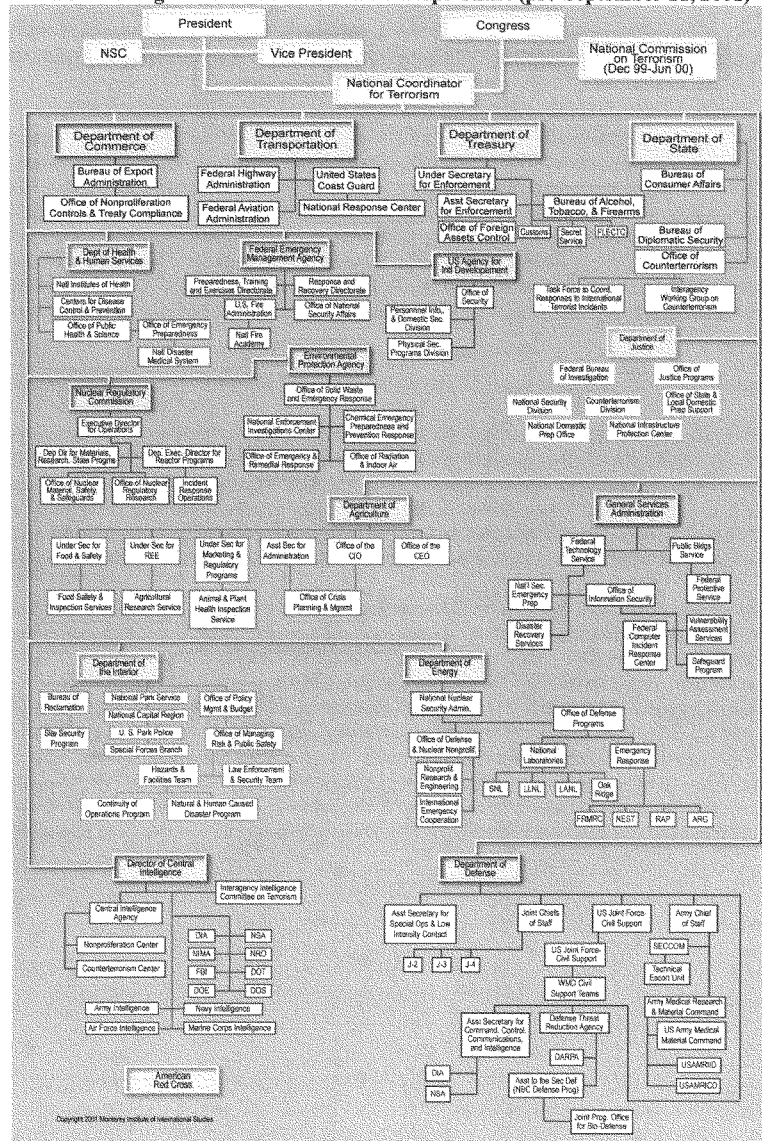 President
Congress
NSC
Vice President
National Commission
on Terrorism
(Dec 99-Jun 00)
National Coordinator
for Terrorism
Department of
Commerce
Bureau of Export
Administration
Office of Nonproliferation
Controls & Treaty Compliance
Department of
Transportation
Federal Highway
Administration
United States
Coast Guard
Federal Aviation
Administration
National Response Center
Department of
Treasury
Under Secretary
for Enforcement
Asst Secretary
for Enforcement
Bureau of Alcohol,
Tobacco, & Firearms
Office of Foreign
Assets Control
Customs
Secret
Service
FLECTC
Department of
State
Bureau of
Consumer Affairs
Bureau of
Diplomatic Security
Office of
Counterterrorism
Task Force to Coord.
Responses to International
Terrorist Incidents
Interagency
Working Group on
Counterterrorism
Dept of Health
& Human Services
Natl Institutes of Health
Centers for Disease
Control & Prevention
Office of Public
Health & Science
Office of Emergency
Preparedness
Natl Disaster
Medical System
Federal Emergency
Management Agency
Preparedness, Training
and Exercises Directorate
Response and
Recovery Directorate
U.S. Fire
Administration
Office of National
Security Affairs
Natl Fire
Academy
US Agency for
Intl Development
Office of
Security
Personnel Info,
& Domestic Sec.
Division
Physical Sec.
Programs Division
Department of
Justice
Federal Bureau
of Investigation
Office of
Justice Programs
National Security
Division
Counterterrorism
Division
Office of State &
Local Domestic
Prep Support
National Domestic
Prep Office
National Infrastructure
Protection Center
Environmental
Protection Agency
Office of Solid Waste
and Emergency Response
National Enforcement
Investigations Center
Chemical Emergency
Preparedness and
Prevention Response
Office of Emergency &
Remedial Response
Office of Radiation
& Indoor Air
Nuclear Regulatory
Commission
Executive Director
for Operations
Dep Dir for Materials,
Research, State Progms
Dep. Exec. Director for
Reactor Programs
Office of Nuclear
Material, Safety,
& Safeguards
Office of Nuclear
Regulatory
Research
Incident
Response
Operations
Department of
Agriculture
Under Sec for
Food & Safety
Under Sec for
REE
Under Sec for
Marketing &
Regulatory
Programs
Asst Sec for
Administration
Office of the
CIO
Office of the
CEO
Food Safety &
Inspection Services
Agricultural
Research Service
Animal & Plant
Health Inspection
Service
Office of Crisis
Planning & Mgmt
General Services
Administration
Federal
Technology
Service
Public Bldgs
Service
Federal
Protective
Service
Nat'l Sec.
Emergency
Prep
Office of
Information Security
Disaster
Recovery
Services
Federal
Computer
Incident
Response
Center
Vulnerability
Assessment
Services
Safeguard
Program
Department of
the Interior
Bureau of
Reclamation
National Park Service
Office of Policy
Mgmt & Budget
National Capital Region
Site Security
Program
U. S. Park Police
Office of Managing
Risk & Public Safety
Special Forces Branch
Hazards &
Facilities Team
Law Enforcement
& Security Team
Continuity of
Operations Program
Natural & Human Caused
Disaster Program
Department of
Energy
National Nuclear
Security Admin.
Office of Defense
Programs
Office of Defense
& Nuclear Nonprolif.
National
Laboratories
Emergency
Response
Nonprolif
Research &
Engineering
International
Emergency
Cooperation
SNL
LLNL
LANL
Oak
Ridge
FRMRC
NEST
RAP
ARG
Director of Central
Intelligence
Interagency Intelligence
Committee on Terrorism
Central Intelligence
Agency
Nonproliferation Center
Counterterrorism Center
DIA
NSA
NIMA
NRO
FBI
DOT
DOE
DOS
Army Intelligence
Navy Intelligence
Air Force Intelligence
Marine Corps Intelligence
American
Red Cross
Department of
Defense
Asst Secretary for
Special Ops & Low
Intensity Contact
Joint Chiefs
of Staff
US Joint Force-
Civil Support
Army Chief
of Staff
J-2
J-3
J-4
US Joint Force-
Civil Support
WMD Civil
Support Teams
SECCOM
Technical
Escort Unit
Army Medical Research
& Material Command
US Army Medical
Material Command
USAMRIID
USAMRICD
Asst Secretary for
Command, Control,
Communications,
and Intelligence
Defense Threat
Reduction Agency
DARPA
DIA
NSA
Asst to the Sec Def
(NBC Defense Prog)
Joint Prog. Office
for Bio-Defense
Copyright 2001 Monterey Institute of International Studies